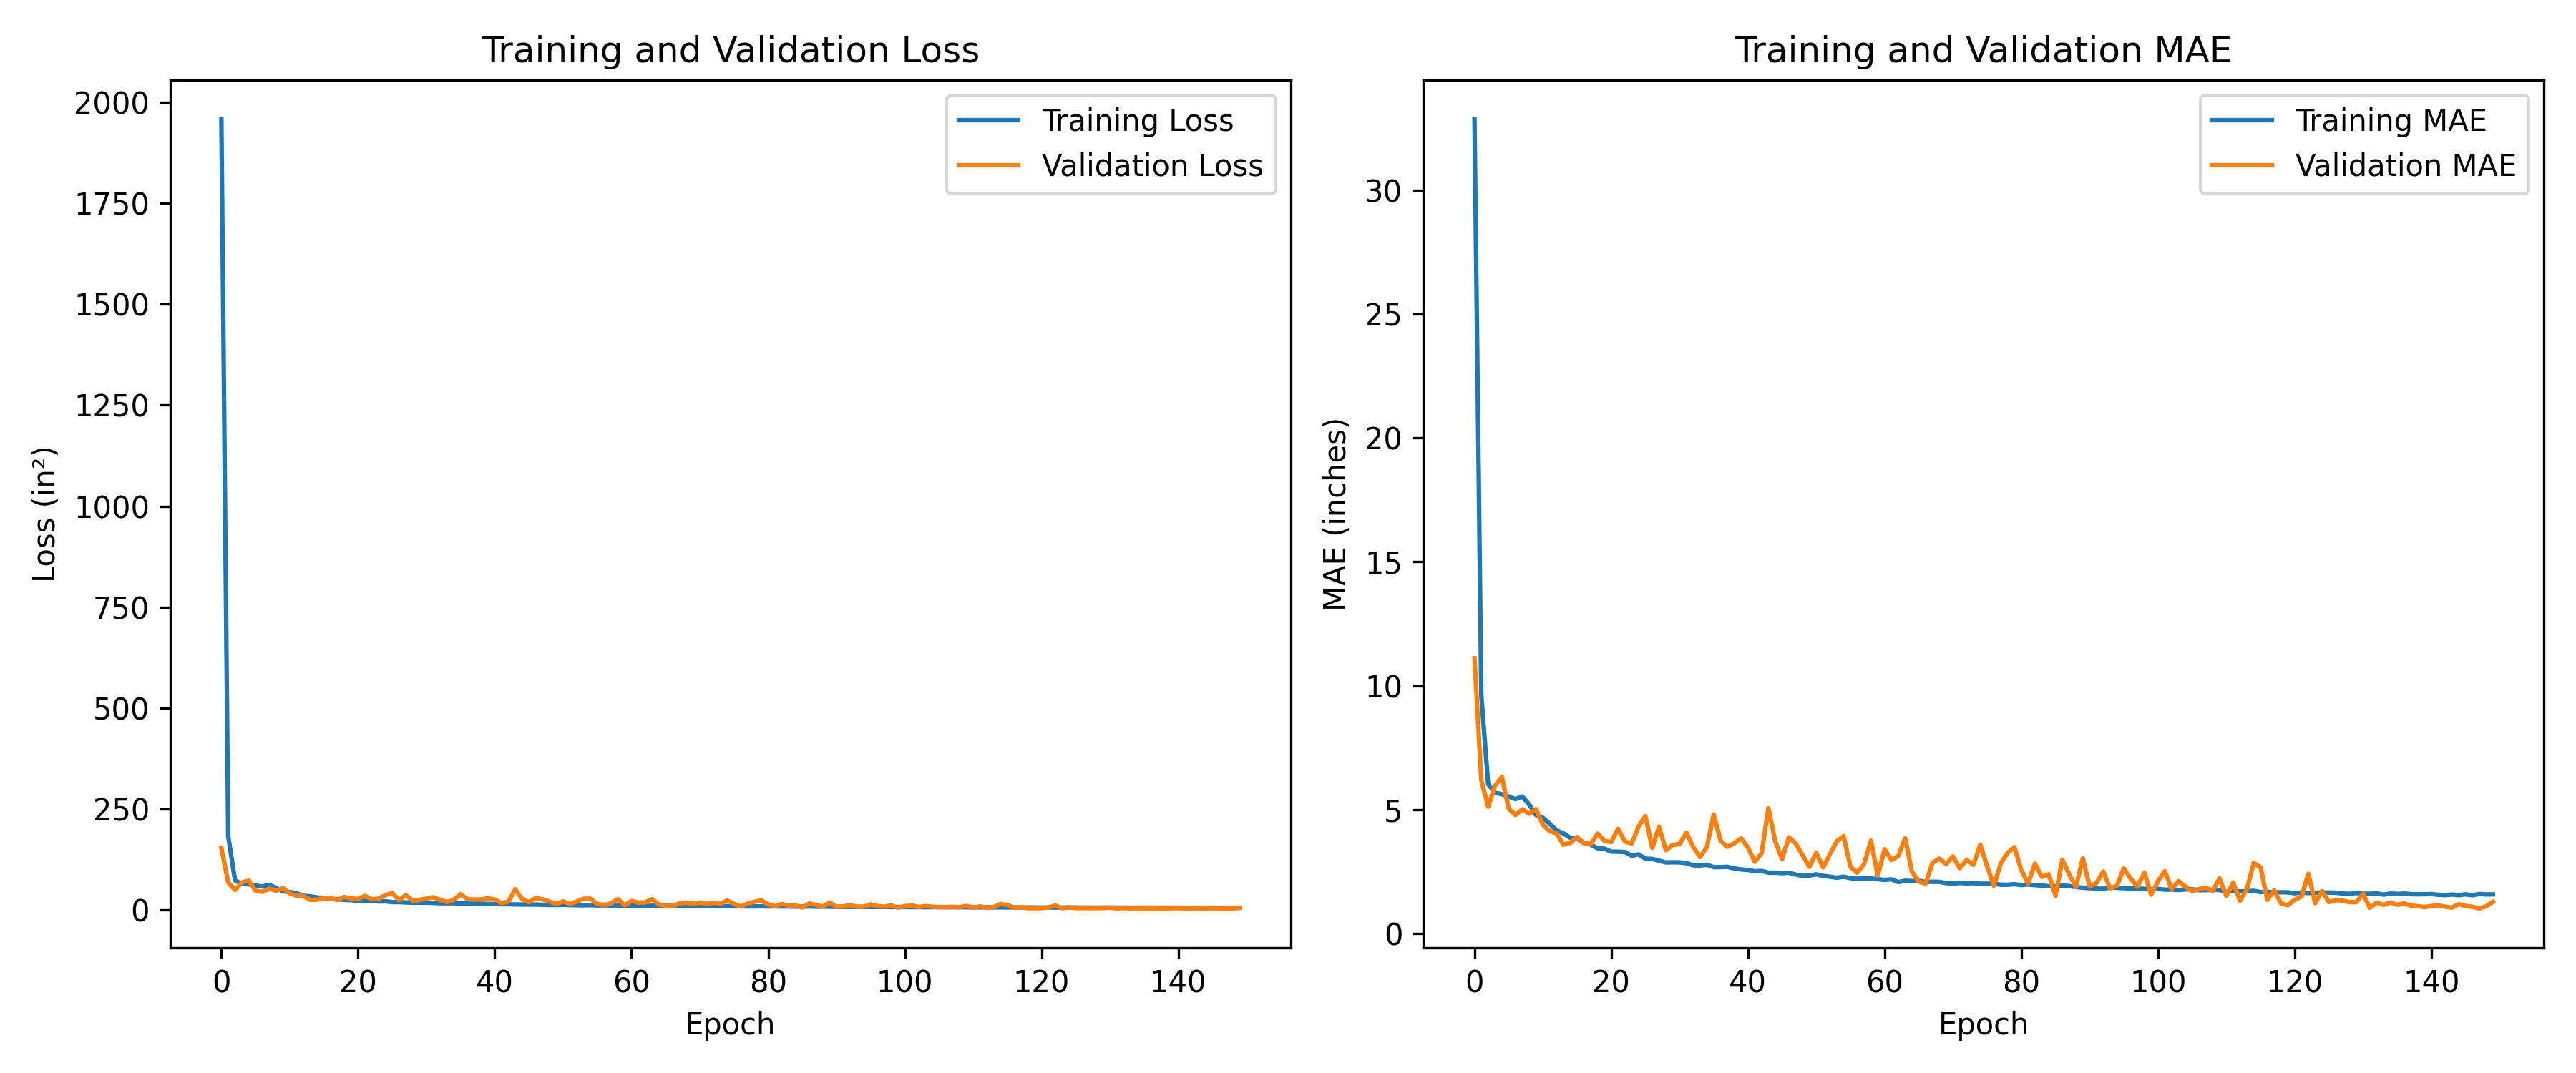 Training and Validation Loss
Loss (in²)
2000
1750
1500
1250
1000
750
500
250
0
0 20 40 60 80 100 120 140
Epoch
Training Loss
Validation Loss
Training and Validation MAE
MAE (inches)
30
25
20
15
10
5
0
0 20 40 60 80 100 120 140
Epoch
Training MAE
Validation MAE